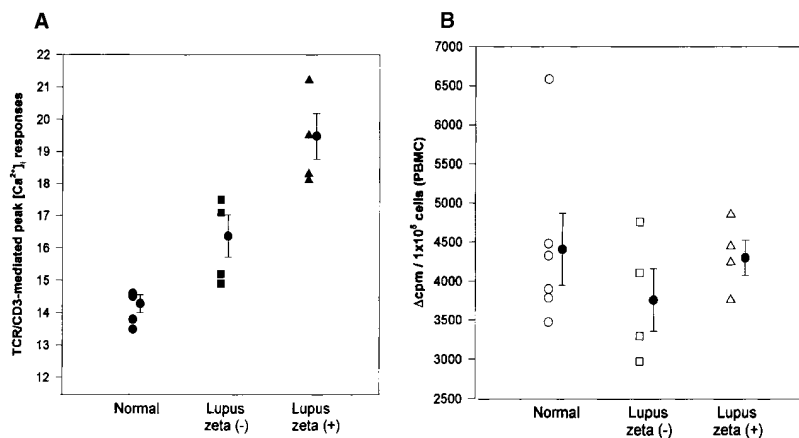 A
TCR/CD3-mediated peak [Ca²⁺]ᵢ responses
22
21
20
19
18
17
16
15
14
13
12
Normal
Lupus
zeta (-)
Lupus
zeta (+)
B
Δcpm / 1x10⁵ cells (PBMC)
7000
6500
6000
5500
5000
4500
4000
3500
3000
2500
Normal
Lupus
zeta (-)
Lupus
zeta (+)